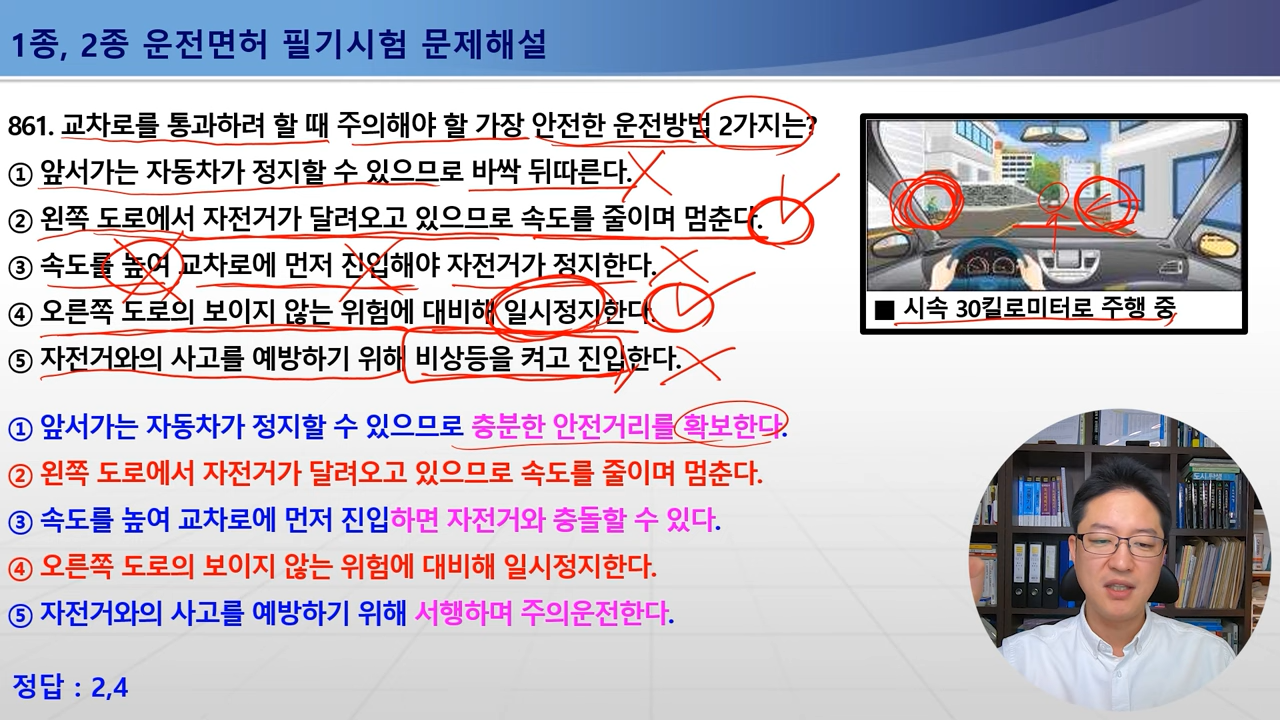 1종, 2종 운전면허 필기시험 문제해설
861. 교차로를 통과하려 할 때 주의해야 할 가장 안전한 운전방법 2가지는?
① 앞서가는 자동차가 정지할 수 있으므로 바싹 뒤따른다.
② 왼쪽 도로에서 자전거가 달려오고 있으므로 속도를 줄이며 멈춘다.
③ 속도를 높여 교차로에 먼저 진입해야 자전거가 정지한다.
④ 오른쪽 도로의 보이지 않는 위험에 대비해 일시정지한다.
⑤ 자전거와의 사고를 예방하기 위해 비상등을 켜고 진입한다.
■ 시속 30킬로미터로 주행 중
① 앞서가는 자동차가 정지할 수 있으므로 충분한 안전거리를 확보한다.
② 왼쪽 도로에서 자전거가 달려오고 있으므로 속도를 줄이며 멈춘다.
③ 속도를 높여 교차로에 먼저 진입하면 자전거와 충돌할 수 있다.
④ 오른쪽 도로의 보이지 않는 위험에 대비해 일시정지한다.
⑤ 자전거와의 사고를 예방하기 위해 서행하며 주의운전한다.
정답 : 2,4